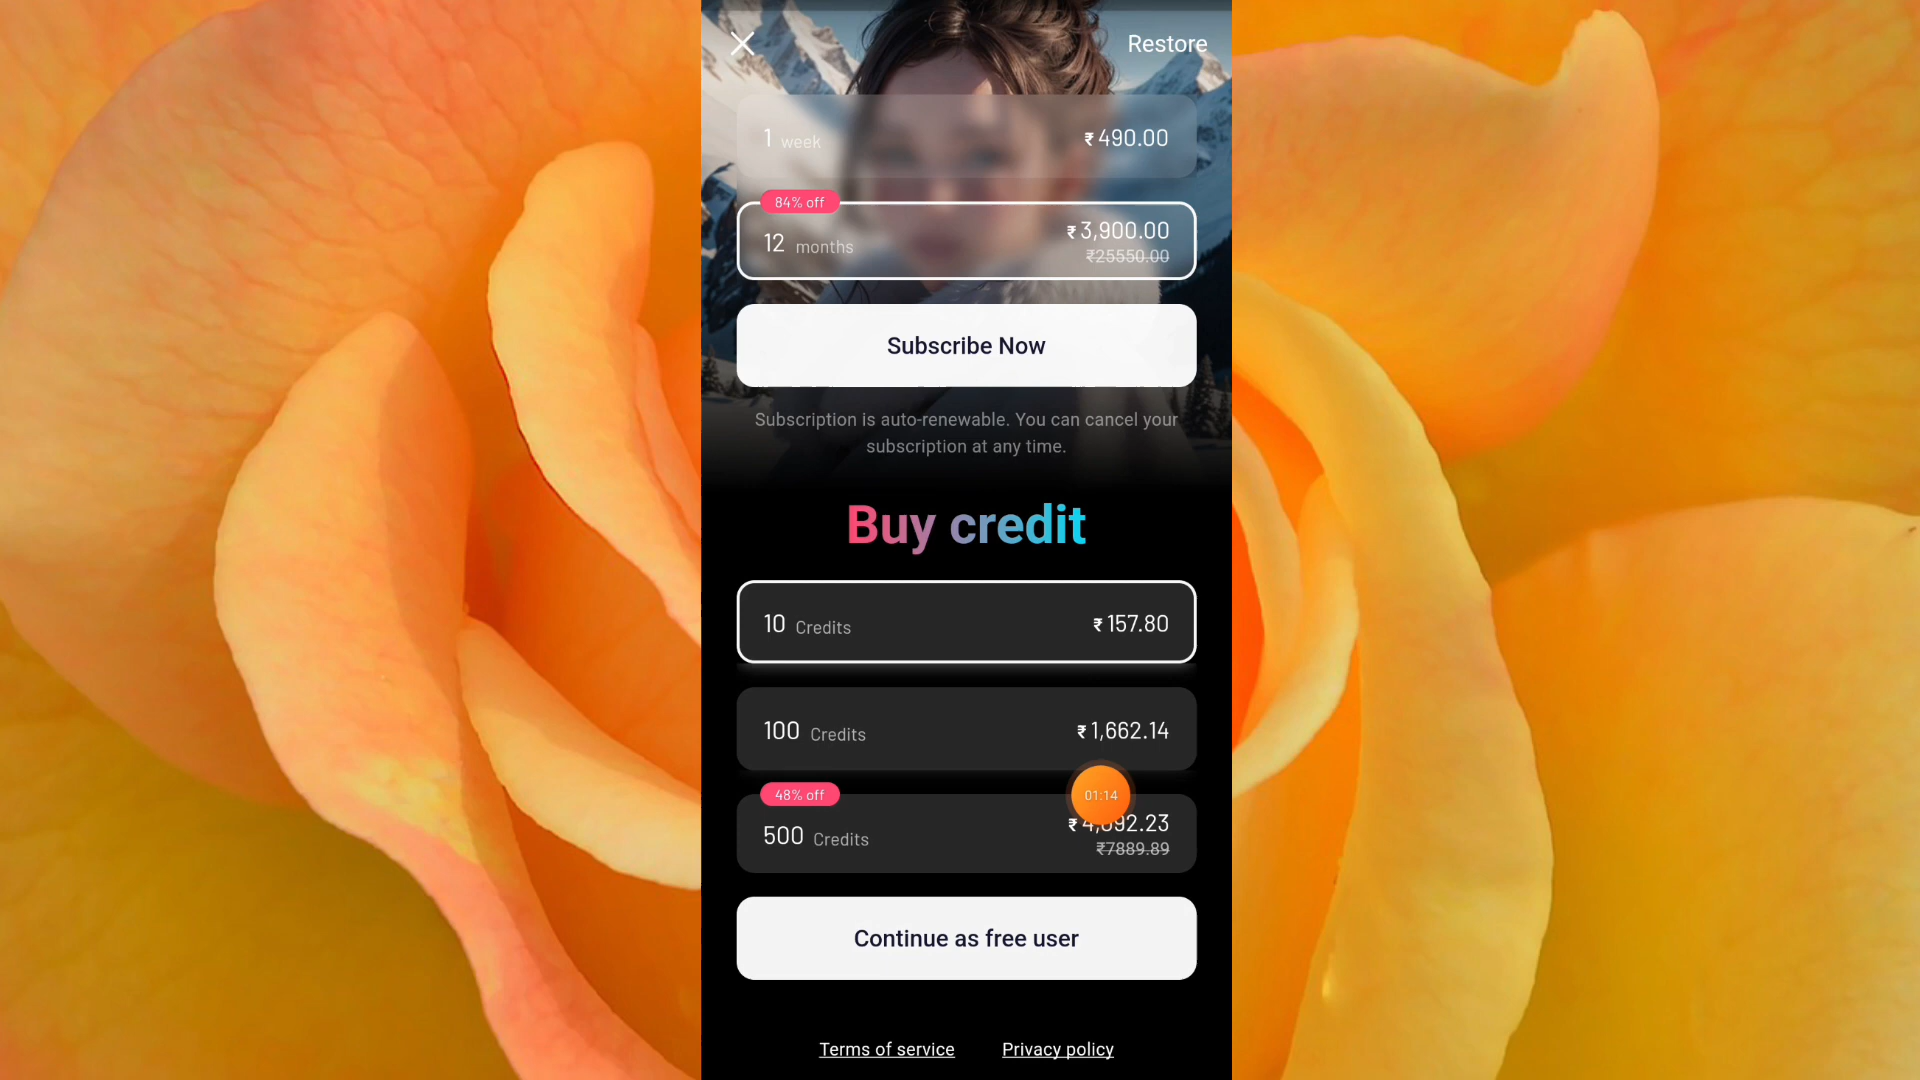 Restore
1 week ₹490.00
84% off
12 months ₹3,900.00
₹25550.00
Subscribe Now
Subscription is auto-renewable. You can cancel your
subscription at any time.
Buy credit
10 Credits ₹157.80
100 Credits ₹1,662.14
48% off
01:14
500 Credits
₹7889.89
Continue as free user
Terms of service Privacy policy